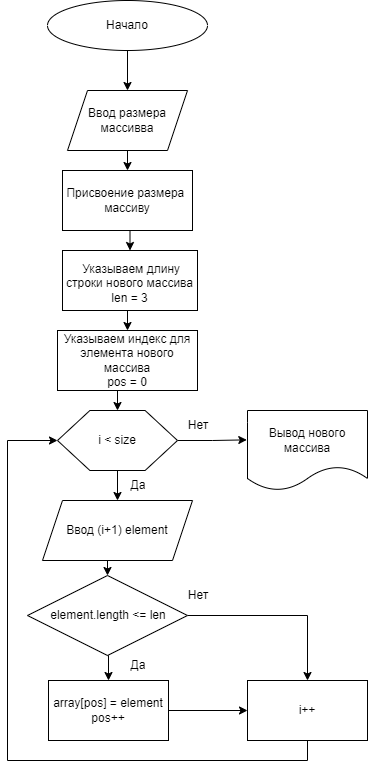 Начало
Ввод размера
массивва
Присвоение размера
массиву
Указываем длину
строки нового массива
len = 3
Указываем индекс для
элемента нового
массива
pos = 0
i < size
Нет
Вывод нового
массива
Да
Ввод (i+1) element
element.length <= len
Нет
Да
array[pos] = element
pos++
i++